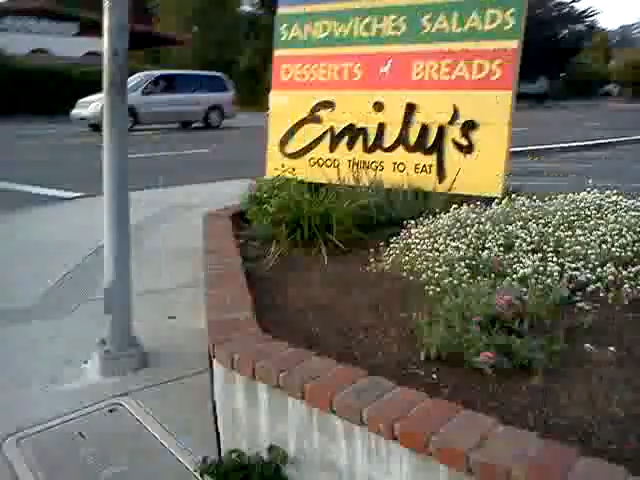 SANDWICHES SALADS
DESSERTS & BREADS
Emily's
GOOD THINGS TO EAT